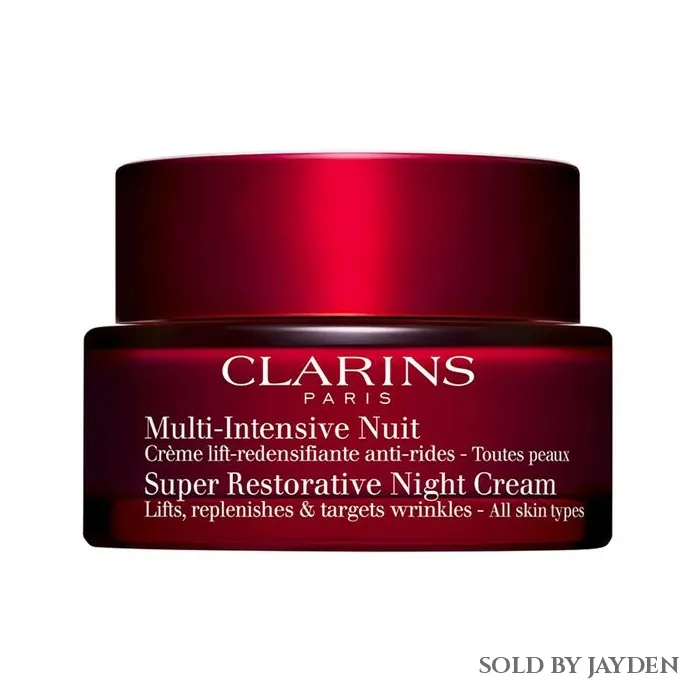 CLARINS
PARIS
Multi-Intensive Nuit
Crème lift-redensifiante anti-rides - Toutes peaux
Super Restorative Night Cream
Lifts, replenishes & targets wrinkles - All skin types
SOLD BY JAYDEN